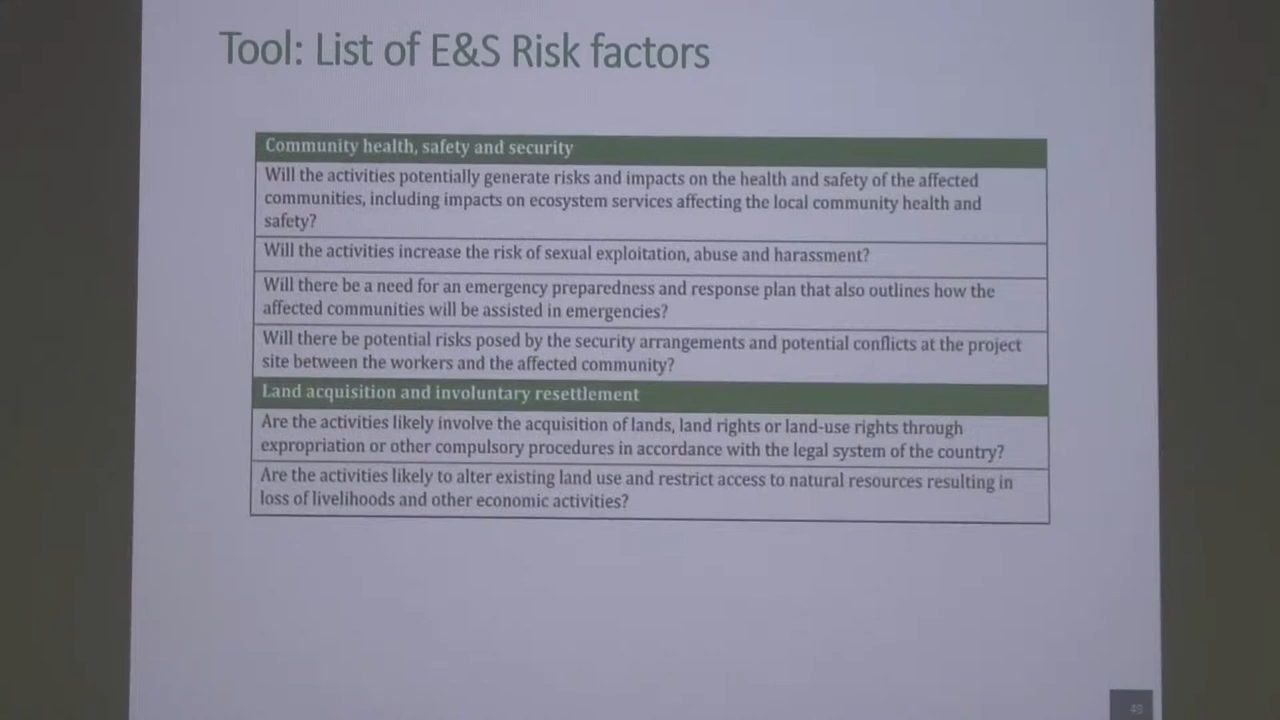 Tool: List of E&S Risk factors
Community health, safety and security
Will the activities potentially generate risks and impacts on the health and safety of the affected
communities, including impacts on ecosystem services affecting the local community health and
safety?
Will the activities increase the risk of sexual exploitation, abuse and harassment?
Will there be a need for an emergency preparedness and response plan that also outlines how the
affected communities will be assisted in emergencies?
Will there be potential risks posed by the security arrangements and potential conflicts at the project
site between the workers and the affected community?
Land acquisition and involuntary resettlement
Are the activities likely involve the acquisition of lands, land rights or land-use rights through
expropriation or other compulsory procedures in accordance with the legal system of the country?
Are the activities likely to alter existing land use and restrict access to natural resources resulting in
loss of livelihoods and other economic activities?